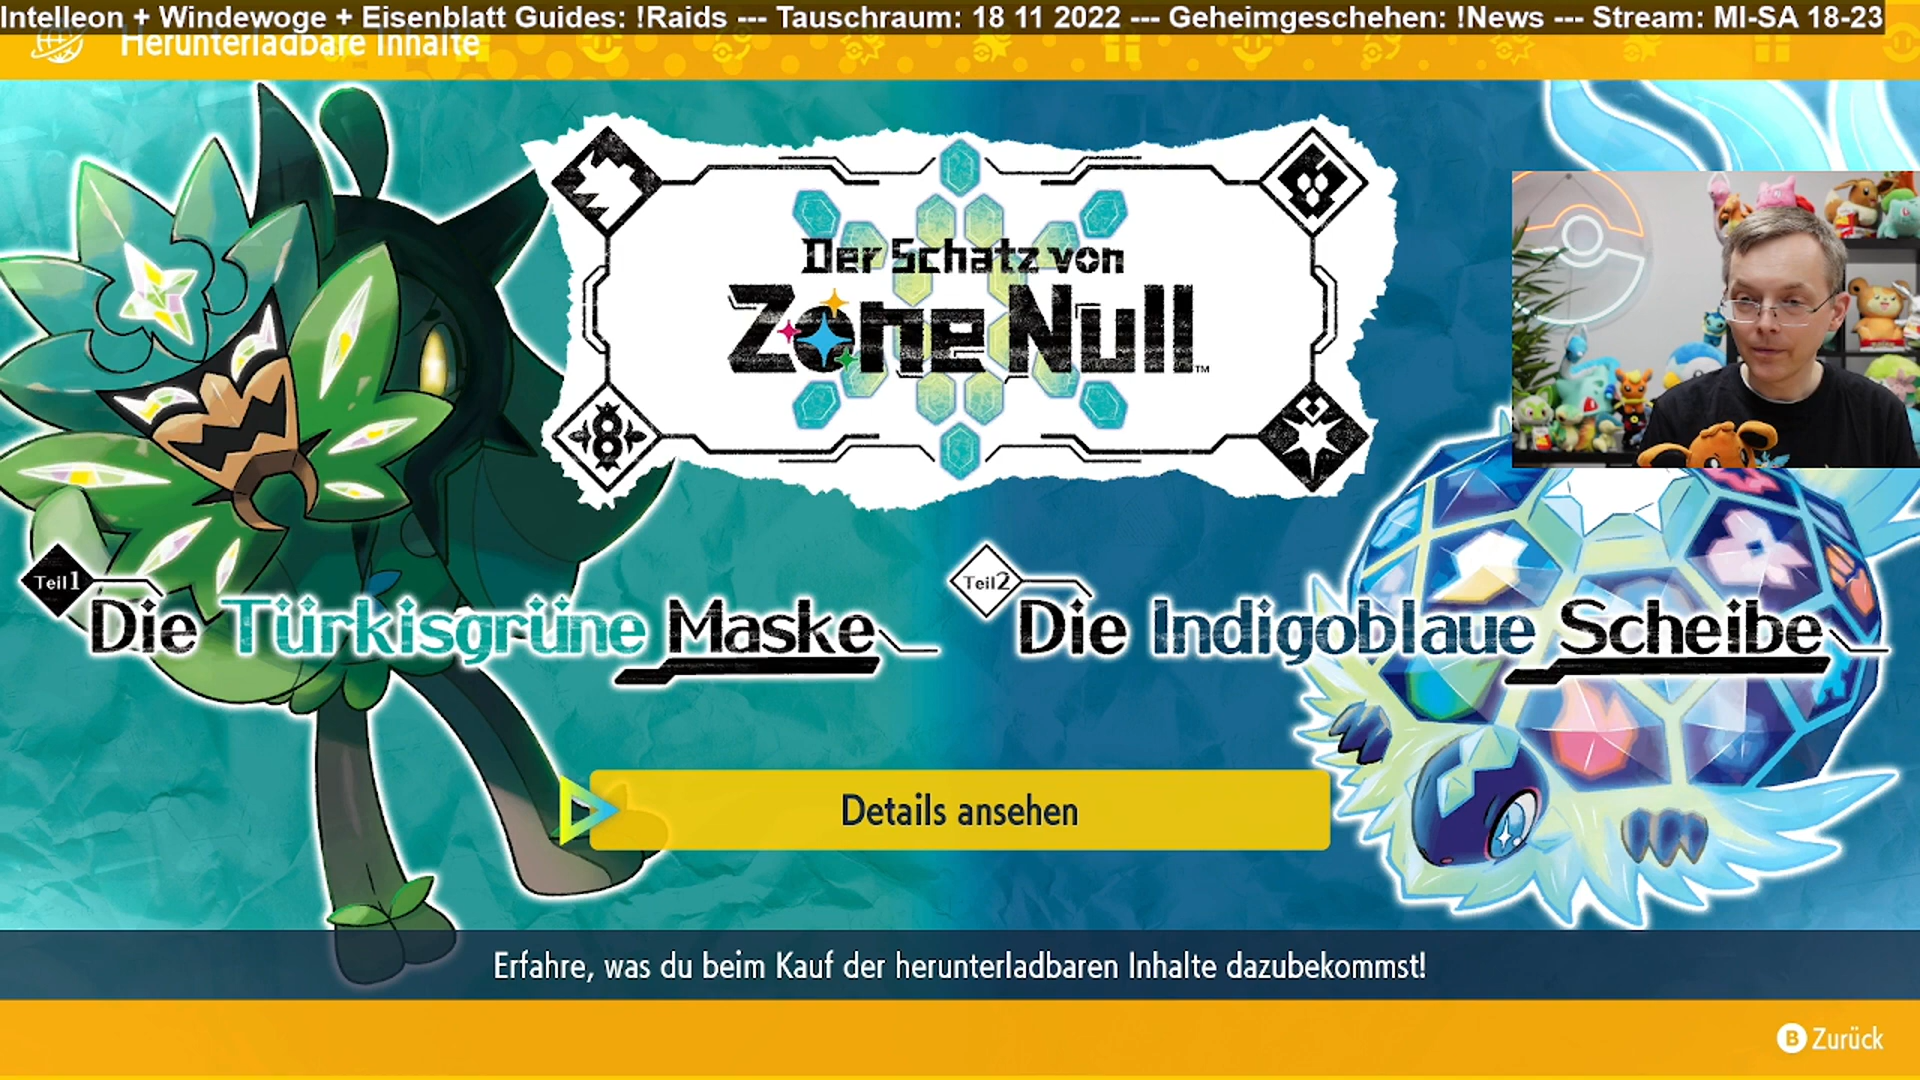 Intelleon + Windewoge + Eisenblatt Guides: !Raids --- Tauschraum: 18 11 2022 --- Geheimgeschehen: !News --- Stream: MI-SA 18-23
Herunterladbare Inhalte
Der Schatz von
Zone Null™
Teil 1
Die Türkisgrüne Maske
Teil 2
Die Indigoblaue Scheibe
Details ansehen
Erfahre, was du beim Kauf der herunterladbaren Inhalte dazubekommst!
B Zurück